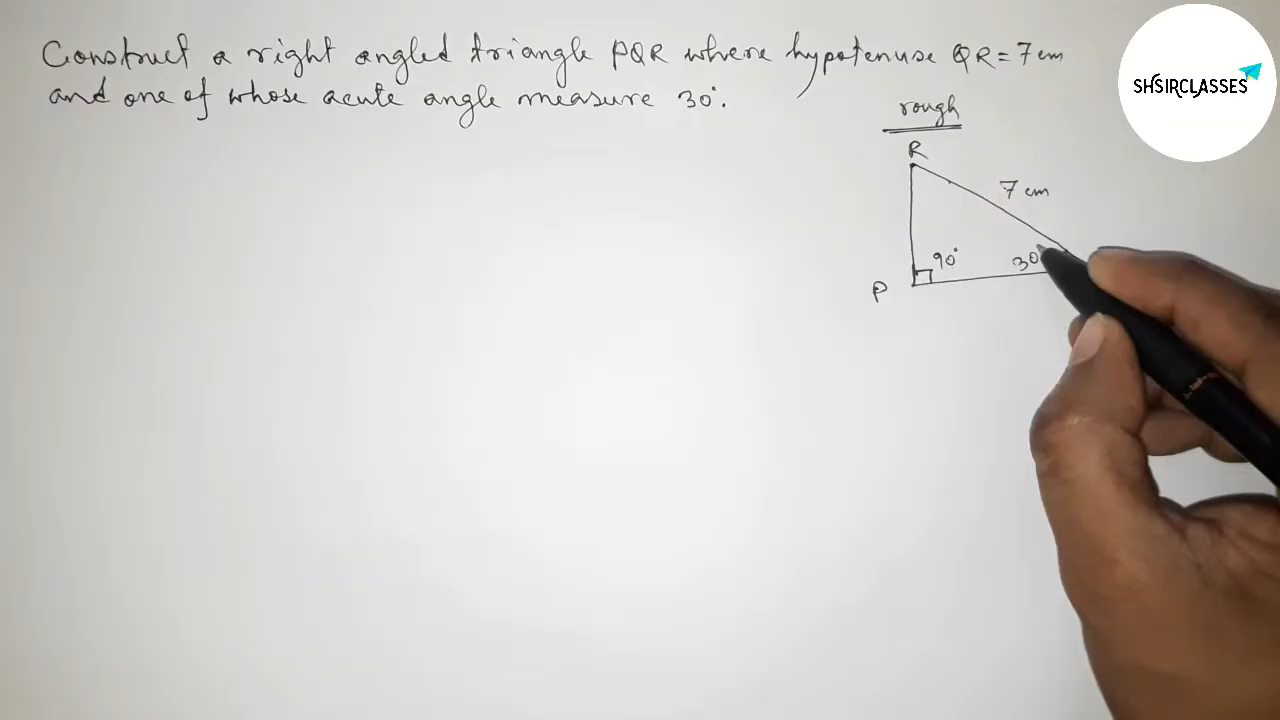 Construct a right angled triangle PQR where hypotenuse QR = 7 cm
and one of whose acute angle measure 30°.
SHSIRCLASSES
rough
R
7 cm
90°
30°
P